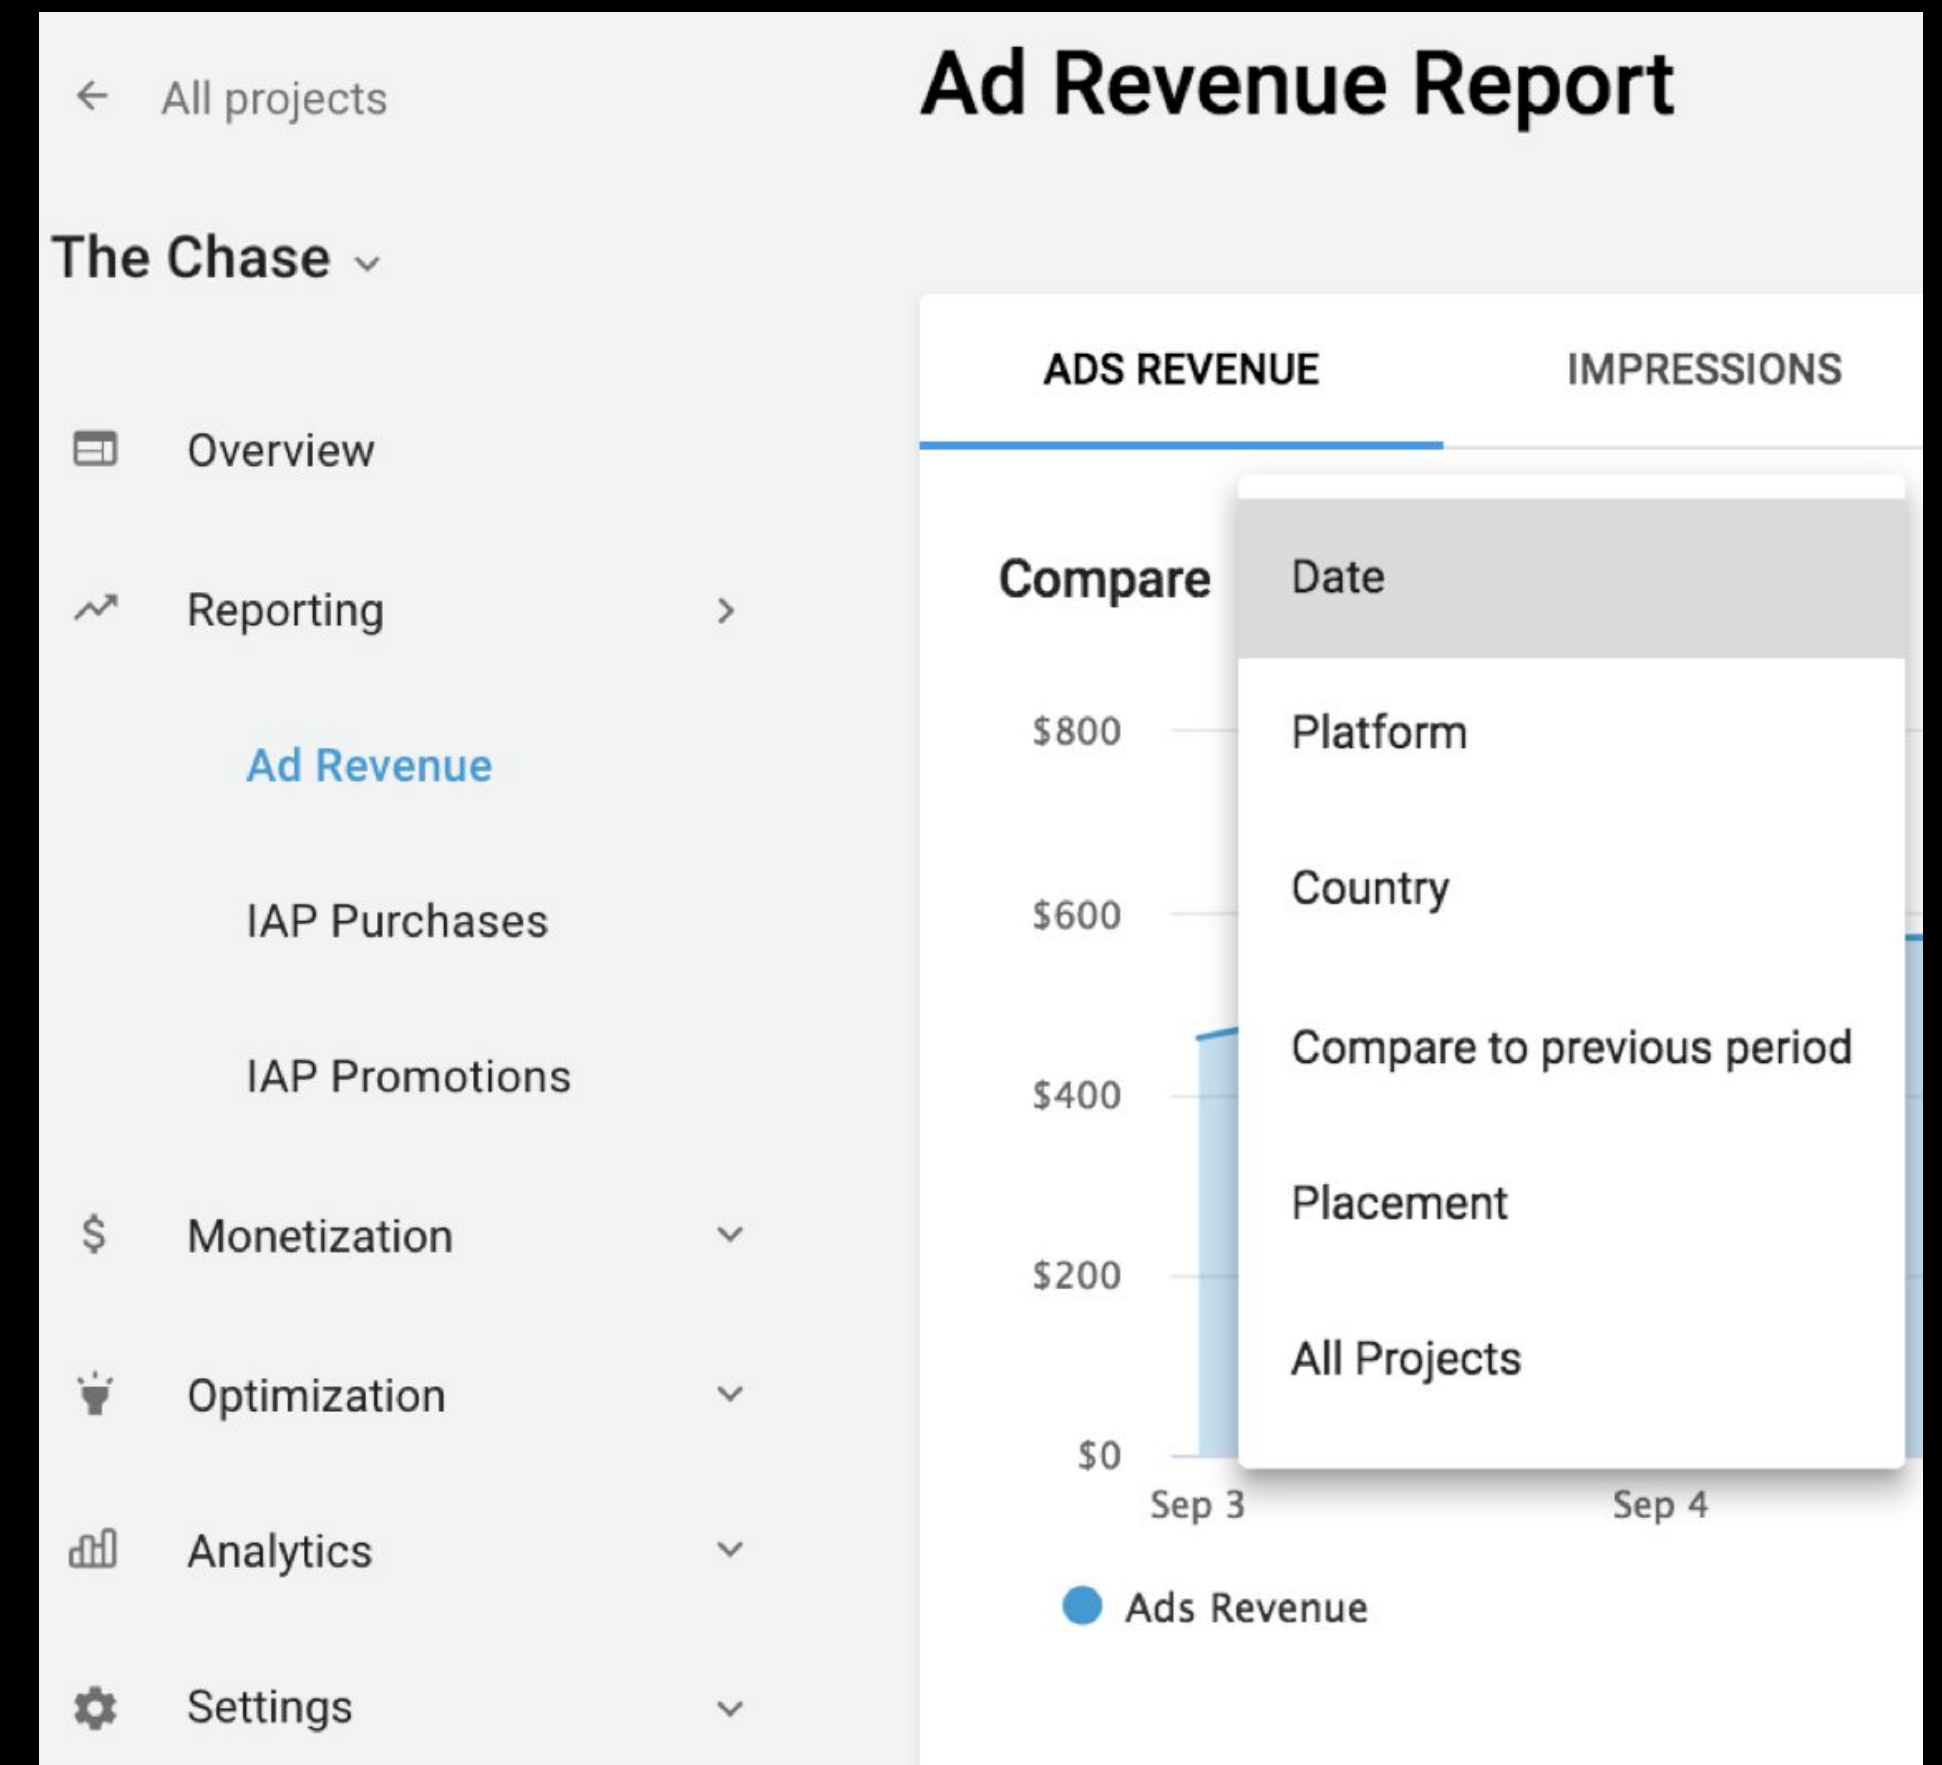 All projects
The Chase
Overview
Reporting
Ad Revenue
IAP Purchases
IAP Promotions
Monetization
Optimization
Analytics
Settings
Ad Revenue Report
ADS REVENUE
IMPRESSIONS
Compare
Date
Platform
Country
Compare to previous period
Placement
All Projects
$800
$600
$400
$200
$0
Sep 3
Sep 4
Ads Revenue